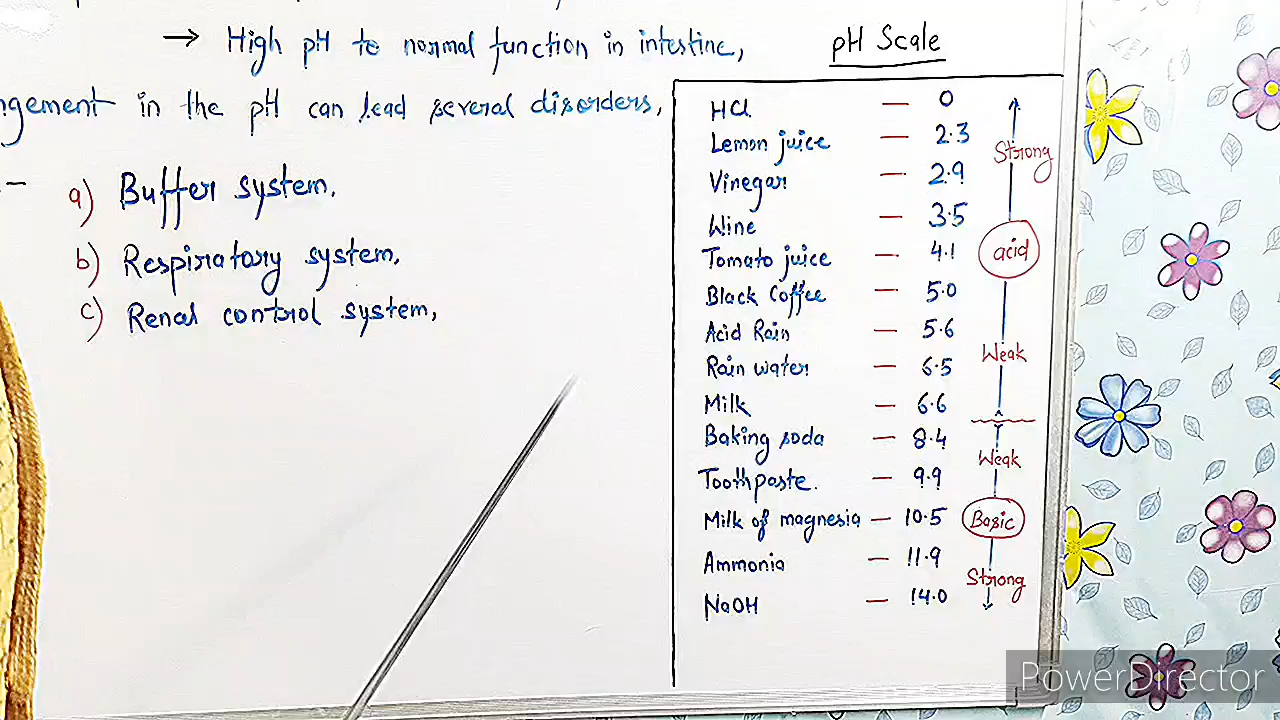 → High pH to normal function in intestine,
ngement in the pH can lead several disorders,
a) Buffer system.
b) Respiratory system.
c) Renal control system,
pH Scale
HCl — 0
Lemon juice — 2.3
Vinegar — 2.9
Wine — 3.5
Tomato juice — 4.1
Black Coffee — 5.0
Acid Rain — 5.6
Rain water — 6.5
Milk — 6.6
Baking soda — 8.4
Toothpaste. — 9.9
Milk of magnesia — 10.5
Ammonia — 11.9
NaOH — 14.0
Strong
acid
Weak
Weak
Basic
Strong
PowerDirector